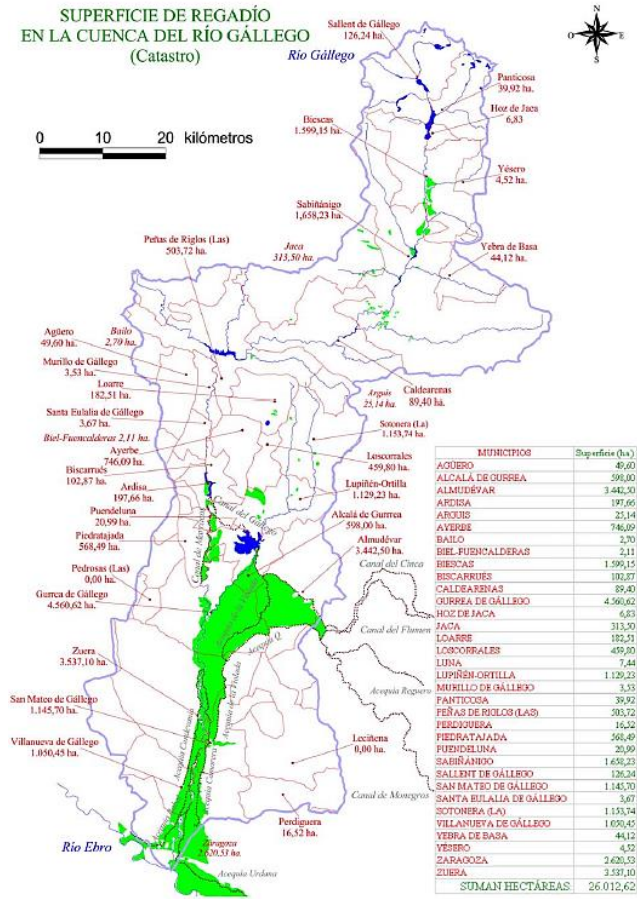 SUPERFICIE DE REGADÍO
EN LA CUENCA DEL RÍO GÁLLEGO
(Catastro)
N
O
E
S
0 10 20 kilómetros
Río Gállego
Sallent de Gállego
126,24 ha.
Panticosa
39,92 ha.
Hoz de Jaca
6,83
Biescas
1.599,15 ha.
Yésero
4,52 ha.
Sabiñánigo
1,658,23 ha.
Yebra de Basa
44,12 ha.
Jaca
313,50 ha.
Peñas de Riglos (Las)
503,72 ha.
Bailo
2,70 ha.
Agüero
49,60 ha.
Murillo de Gállego
3,53 ha.
Loarre
182,51 ha.
Arguis
25,14 ha.
Caldearenas
89,40 ha.
Santa Eulalia de Gállego
3,67 ha.
Sotonera (La)
1.153,74 ha.
Biel-Fuencalderas 2,11 ha.
Ayerbe
746,09 ha.
Loscorrales
459,80 ha.
Biscarrués
102,87 ha.
Lupiñén-Ortilla
1.129,23 ha.
Ardisa
197,66 ha.
Canal del Gállego
Puendeluna
20,99 ha.
Alcalá de Gurrrea
598,00 ha.
Piedratajada
568,49 ha.
Almudévar
3.442,50 ha.
Canal del Cinca
Pedrosas (Las)
0,00 ha.
Gurrea de Gállego
4.560,62 ha.
Canal del Flumen
Acequia Q
Zuera
3.537,10 ha.
Acequia de la Violada
Acequia Reguero
San Mateo de Gállego
1.145,70 ha.
Leciñena
0,00 ha.
Villanueva de Gállego
1.050,45 ha.
Acequia Camarera
Canal de Monegros
Perdiguera
16,52 ha.
Río Ebro
Zaragoza
2.620,53 ha.
Acequia Urdana
MUNICIPIOS Superficie (ha.)
AGÜERO 49,60
ALCALÁ DE GURREA 598,00
ALMUDÉVAR 3.442,50
ARDISA 197,66
ARGUIS 25,14
AYERBE 746,09
BAILO 2,70
BIEL-FUENCALDERAS 2,11
BIESCAS 1.599,15
BISCARRUÉS 102,87
CALDEARENAS 89,40
GURREA DE GÁLLEGO 4.560,62
HOZ DE JACA 6,83
JACA 313,50
LOARRE 182,51
LOSCORRALES 459,80
LUNA 7,44
LUPIÑÉN-ORTILLA 1.129,23
MURILLO DE GÁLLEGO 3,53
PANTICOSA 39,92
PEÑAS DE RIGLOS (LAS) 503,72
PERDIGUERA 16,52
PIEDRATAJADA 568,49
PUENDELUNA 20,99
SABIÑÁNIGO 1.658,23
SALLENT DE GÁLLEGO 126,24
SAN MATEO DE GÁLLEGO 1.145,70
SANTA EULALIA DE GÁLLEGO 3,67
SOTONERA (LA) 1.153,74
VILLANUEVA DE GÁLLEGO 1.050,45
YEBRA DE BASA 44,12
YÉSERO 4,52
ZARAGOZA 2.620,53
ZUERA 3.537,10
SUMAN HECTÁREAS 26.012,62